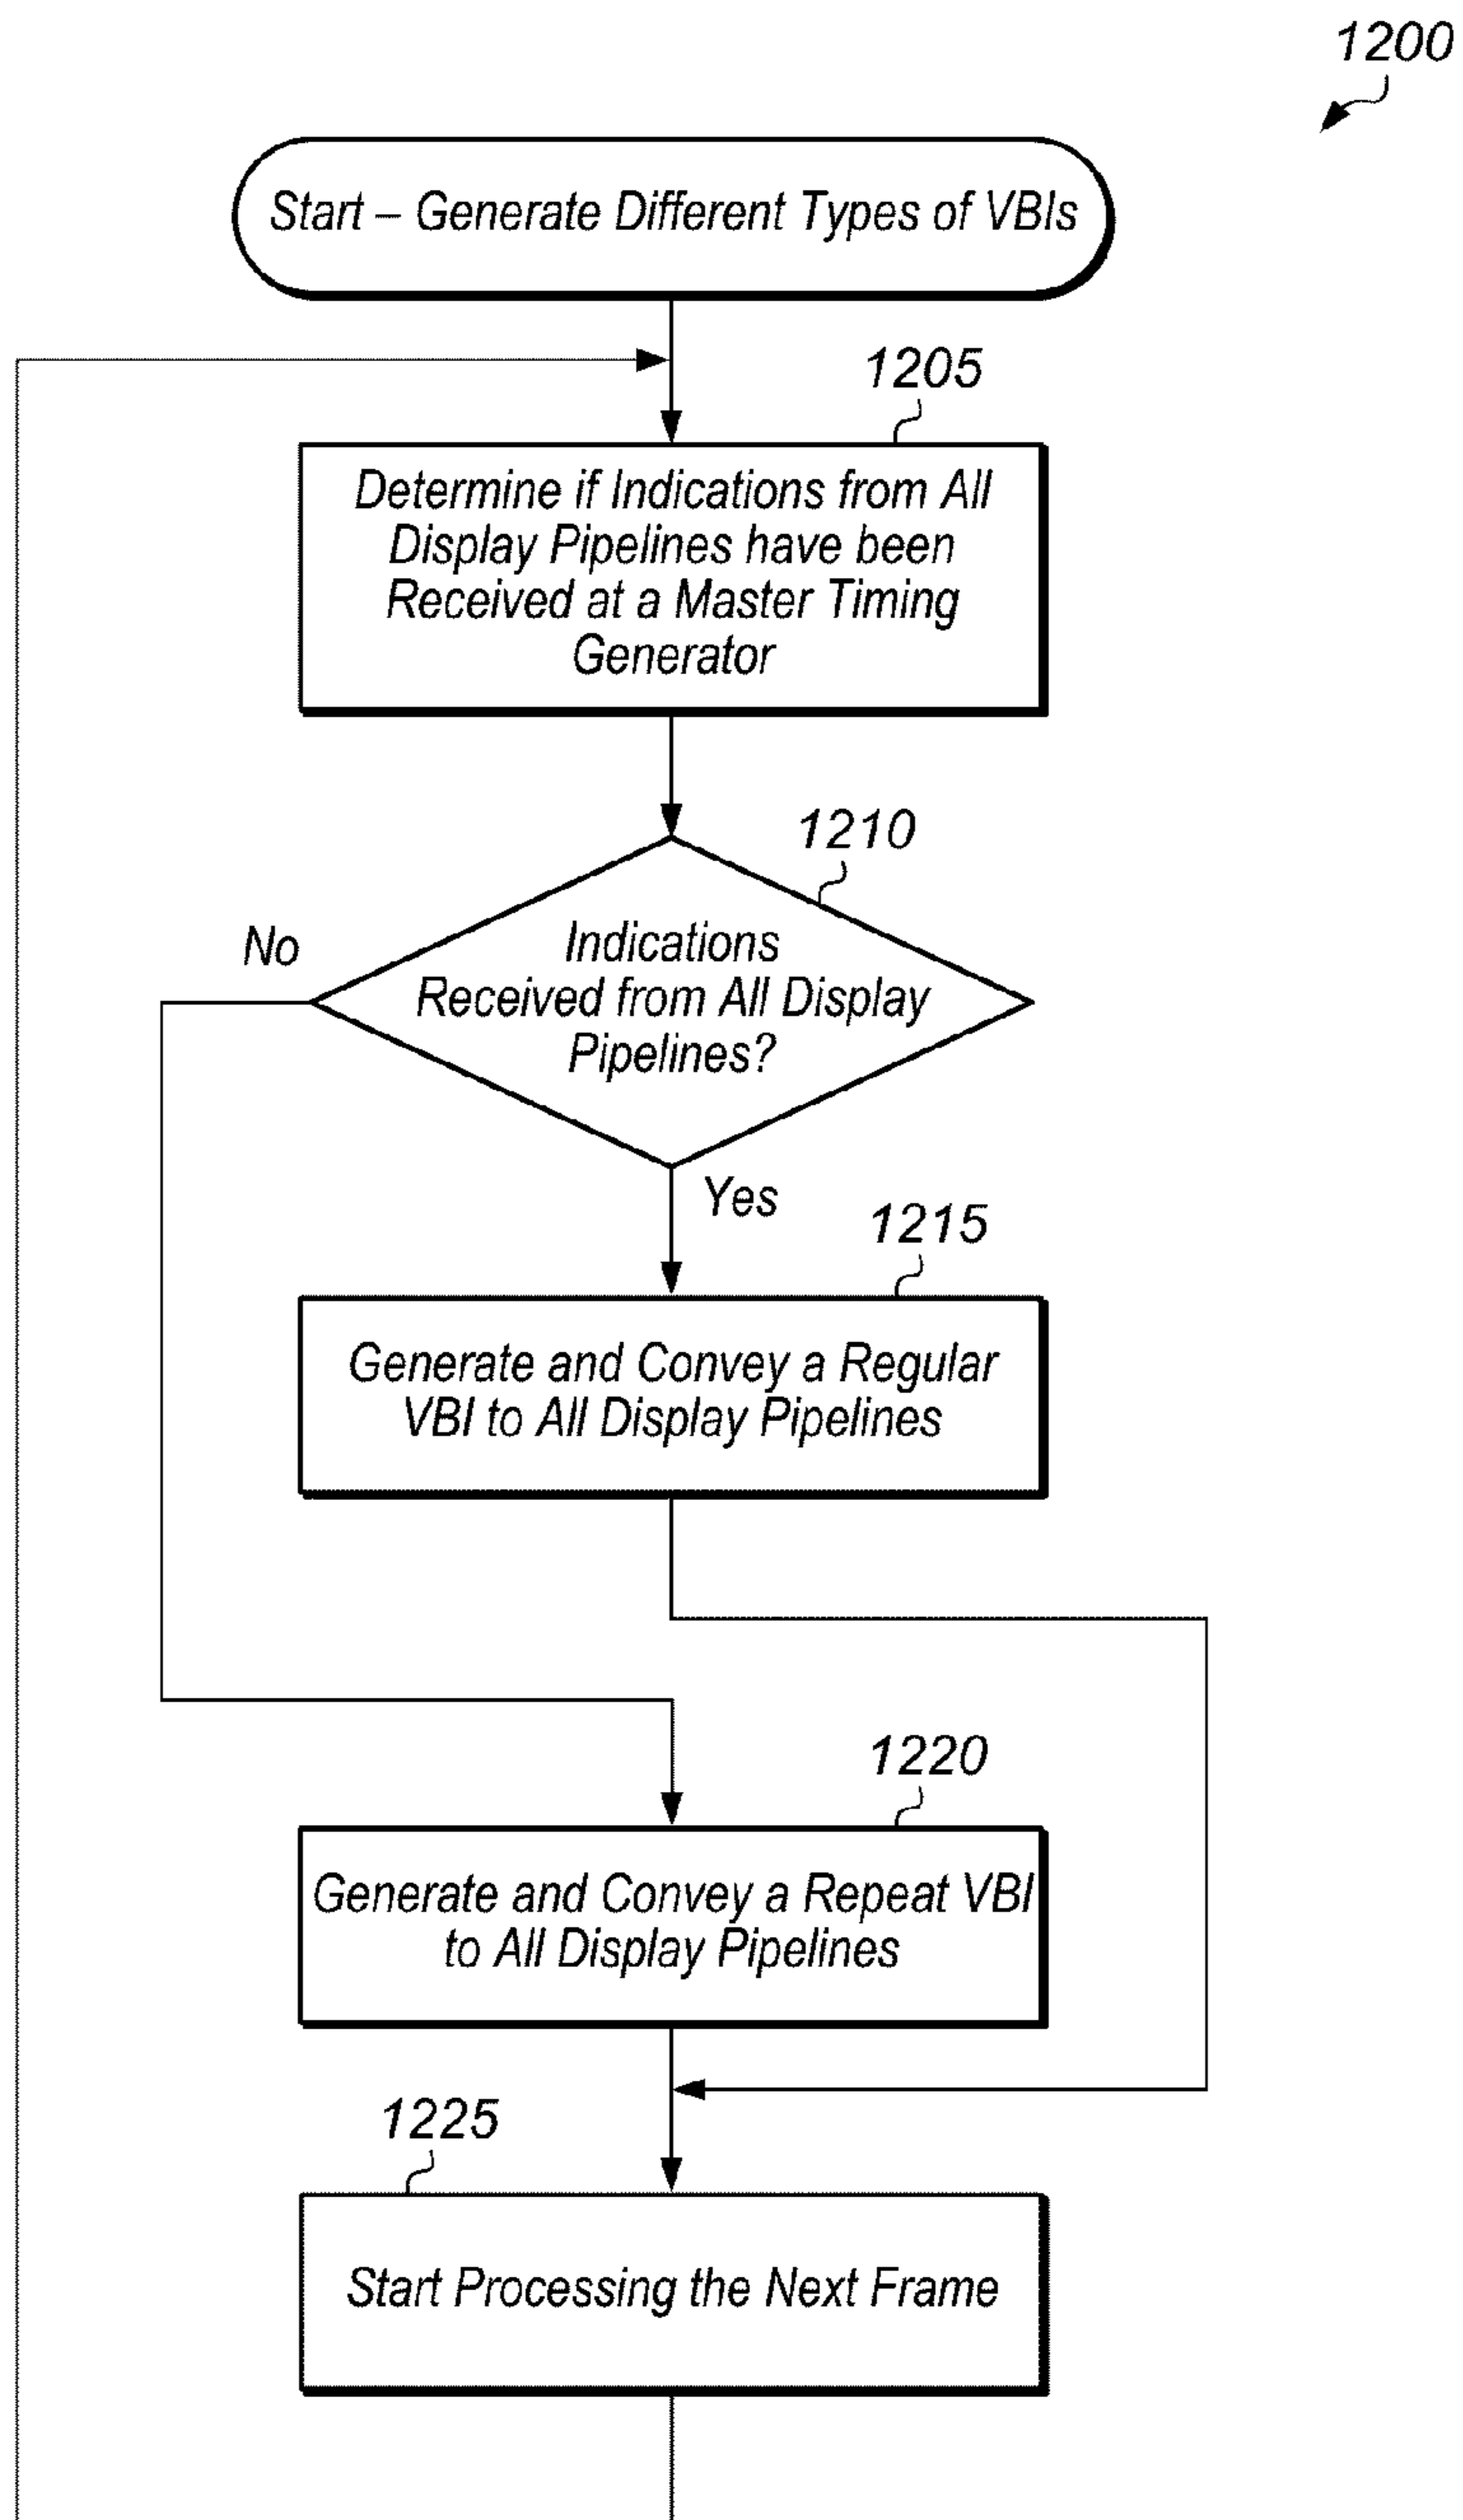 1200
Start – Generate Different Types of VBIs
1205
Determine if Indications from All
Display Pipelines have been
Received at a Master Timing
Generator
1210
No
Indications
Received from All Display
Pipelines?
Yes
1215
Generate and Convey a Regular
VBI to All Display Pipelines
1220
Generate and Convey a Repeat VBI
to All Display Pipelines
1225
Start Processing the Next Frame